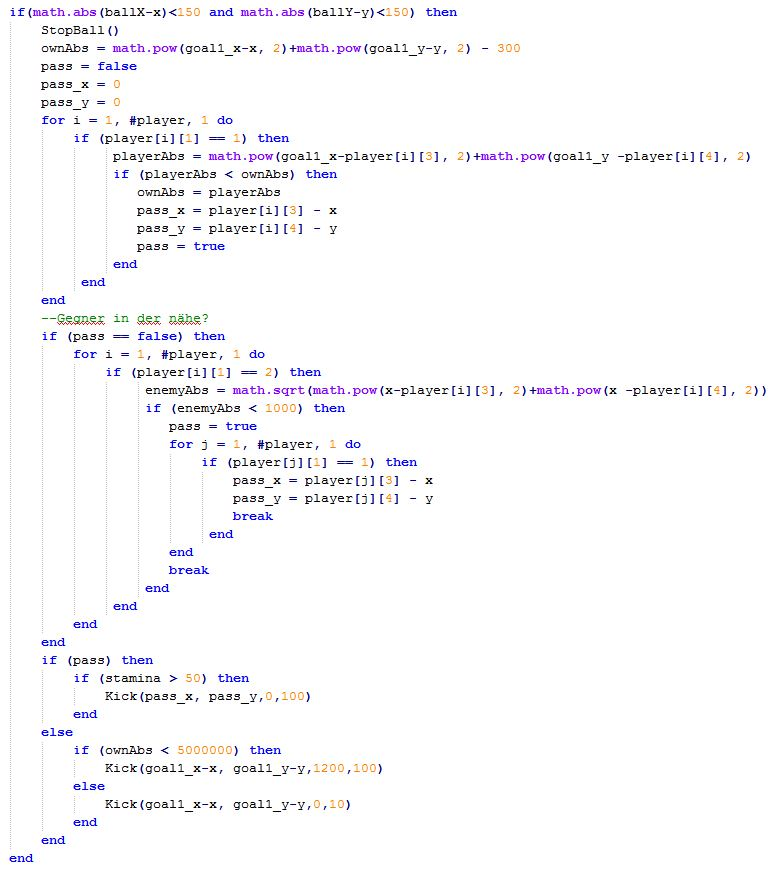 if(math.abs(ballX-x)<150 and math.abs(ballY-y)<150) then
StopBall()
ownAbs = math.pow(goal1_x-x, 2)+math.pow(goal1_y-y, 2) - 300
pass = false
pass_x = 0
pass_y = 0
for i = 1, #player, 1 do
if (player[i][1] == 1) then
playerAbs = math.pow(goal1_x-player[i][3], 2)+math.pow(goal1_y -player[i][4], 2)
if (playerAbs < ownAbs) then
ownAbs = playerAbs
pass_x = player[i][3] - x
pass_y = player[i][4] - y
pass = true
end
end
end
--Gegner in der nähe?
if (pass == false) then
for i = 1, #player, 1 do
if (player[i][1] == 2) then
enemyAbs = math.sqrt(math.pow(x-player[i][3], 2)+math.pow(x -player[i][4], 2))
if (enemyAbs < 1000) then
pass = true
for j = 1, #player, 1 do
if (player[j][1] == 1) then
pass_x = player[j][3] - x
pass_y = player[j][4] - y
break
end
end
break
end
end
end
end
if (pass) then
if (stamina > 50) then
Kick(pass_x, pass_y,0,100)
end
else
if (ownAbs < 5000000) then
Kick(goal1_x-x, goal1_y-y,1200,100)
else
Kick(goal1_x-x, goal1_y-y,0,10)
end
end
end